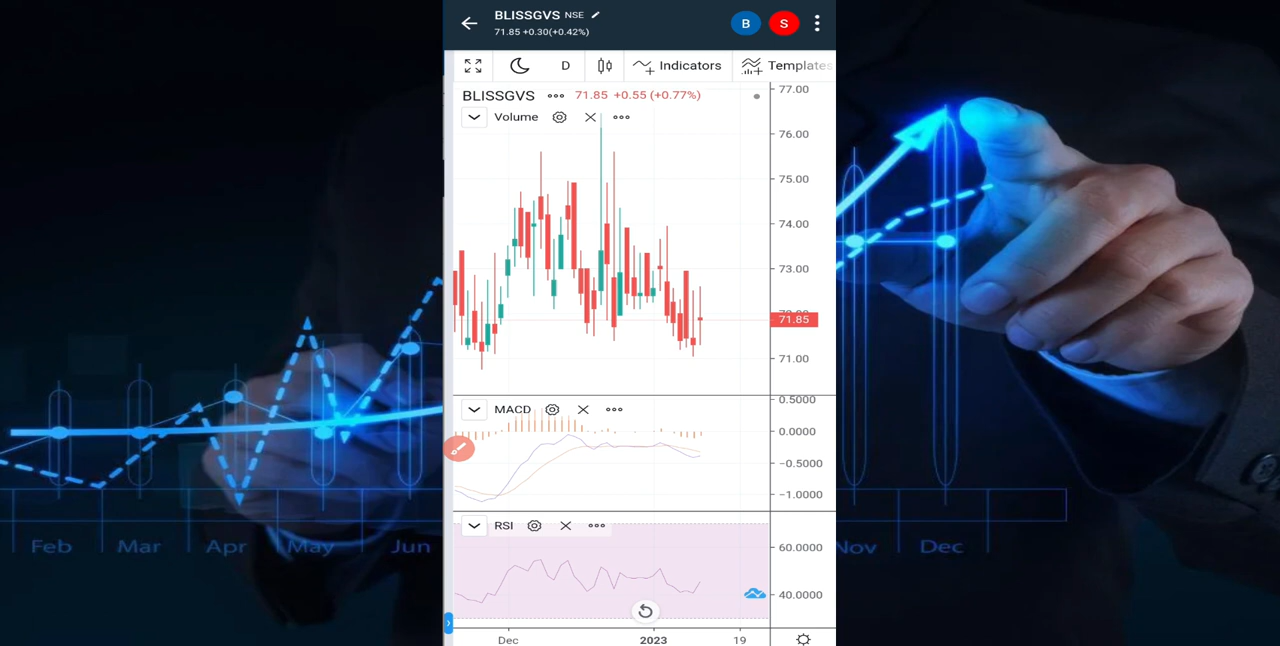 BLISSGVS NSE
71.85 +0.30(+0.42%)
B
S
D
Indicators
Templates
BLISSGVS
71.85 +0.55 (+0.77%)
Volume
77.00
76.00
75.00
74.00
73.00
71.85
71.00
MACD
0.5000
0.0000
−0.5000
−1.0000
RSI
60.0000
40.0000
Dec
2023
19
Feb
Mar
Apr
May
Jun
Nov
Dec